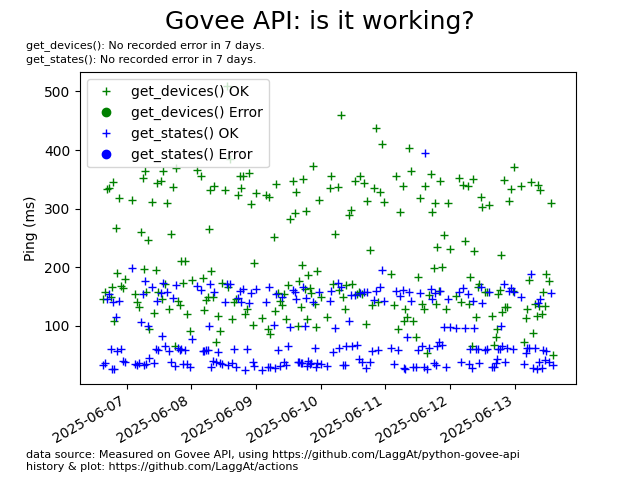 Govee API: is it working?
get_devices(): No recorded error in 7 days.
get_states(): No recorded error in 7 days.
get_devices() OK
get_devices() Error
get_states() OK
get_states() Error
Ping (ms)
500
400
300
200
100
2025-06-07
2025-06-08
2025-06-09
2025-06-10
2025-06-11
2025-06-12
2025-06-13
data source: Measured on Govee API, using https://github.com/LaggAt/python-govee-api
history & plot: https://github.com/LaggAt/actions